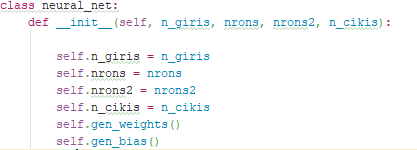 class neural_net:
def __init__(self, n_giris, nrons, nrons2, n_cikis):
self.n_giris = n_giris
self.nrons = nrons
self.nrons2 = nrons2
self.n_cikis = n_cikis
self.gen_weights()
self.gen_bias()